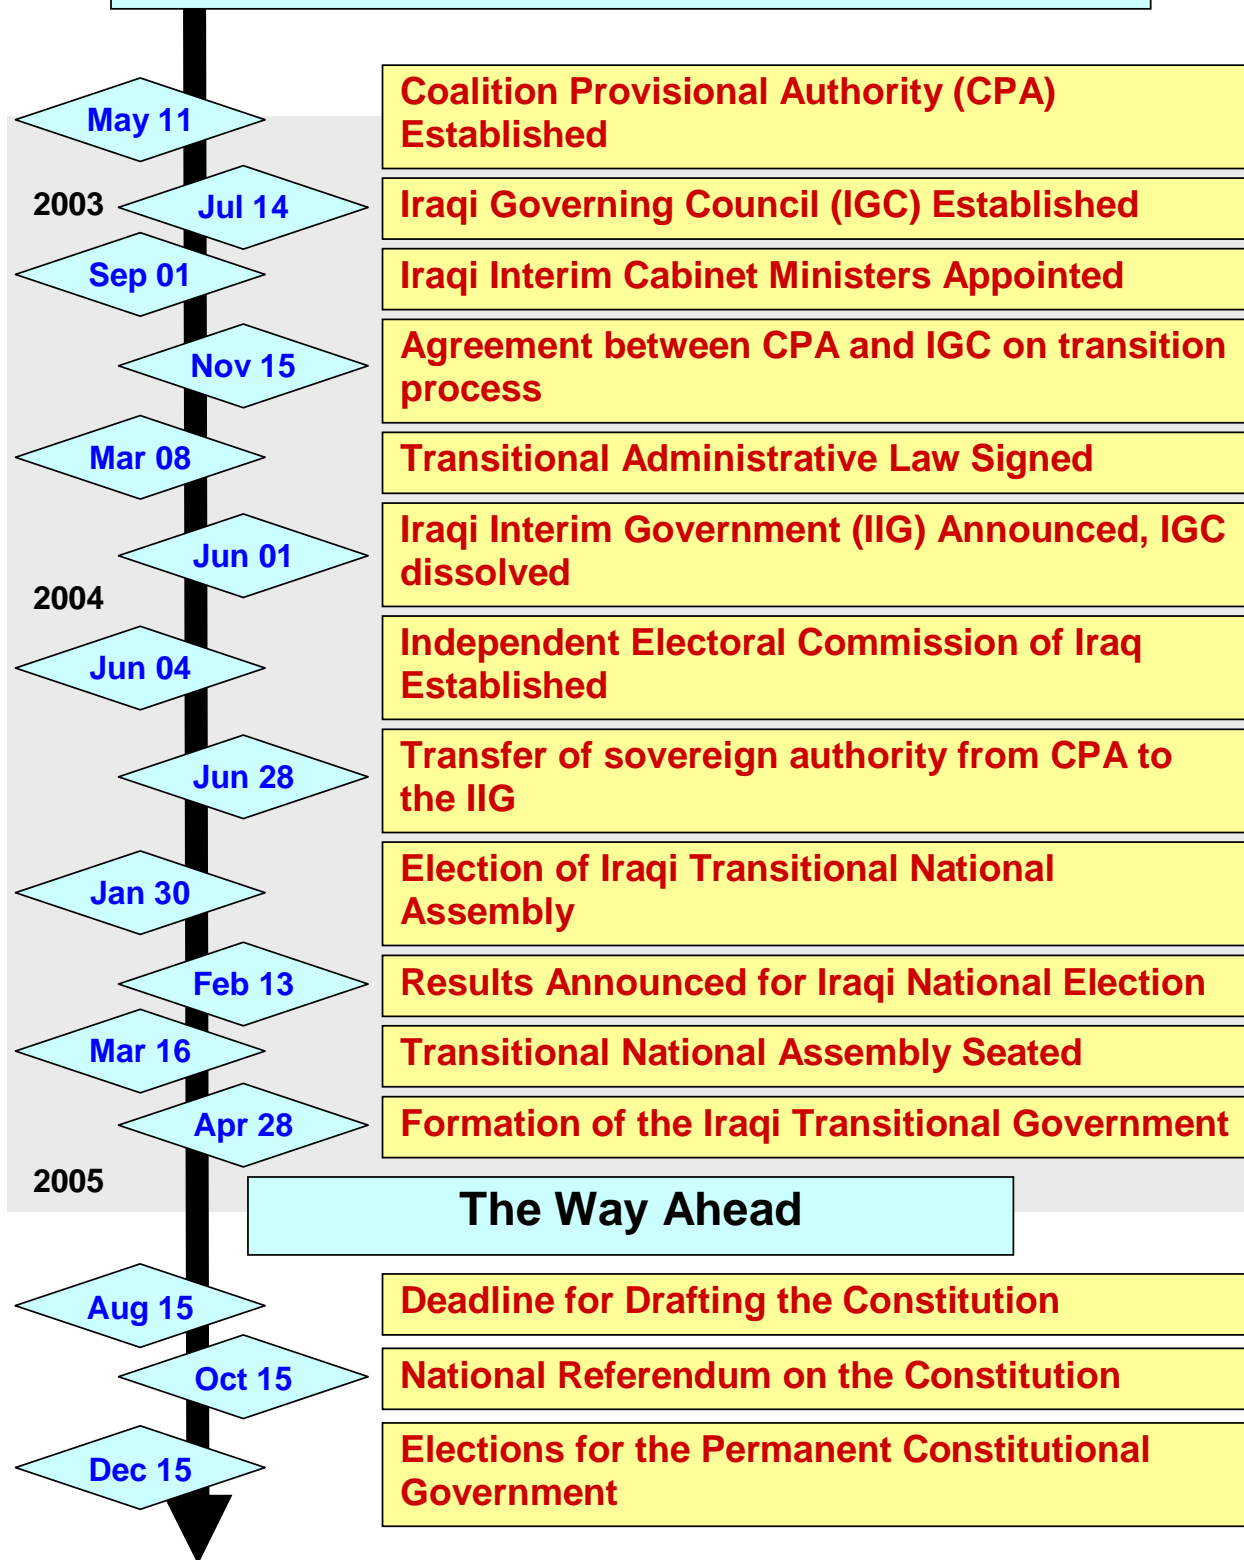 May 11
Coalition Provisional Authority (CPA)
Established
2003
Jul 14
Iraqi Governing Council (IGC) Established
Sep 01
Iraqi Interim Cabinet Ministers Appointed
Nov 15
Agreement between CPA and IGC on transition
process
Mar 08
Transitional Administrative Law Signed
Jun 01
Iraqi Interim Government (IIG) Announced, IGC
dissolved
2004
Jun 04
Independent Electoral Commission of Iraq
Established
Jun 28
Transfer of sovereign authority from CPA to
the IIG
Jan 30
Election of Iraqi Transitional National
Assembly
Feb 13
Results Announced for Iraqi National Election
Mar 16
Transitional National Assembly Seated
Apr 28
Formation of the Iraqi Transitional Government
2005
The Way Ahead
Aug 15
Deadline for Drafting the Constitution
Oct 15
National Referendum on the Constitution
Dec 15
Elections for the Permanent Constitutional
Government